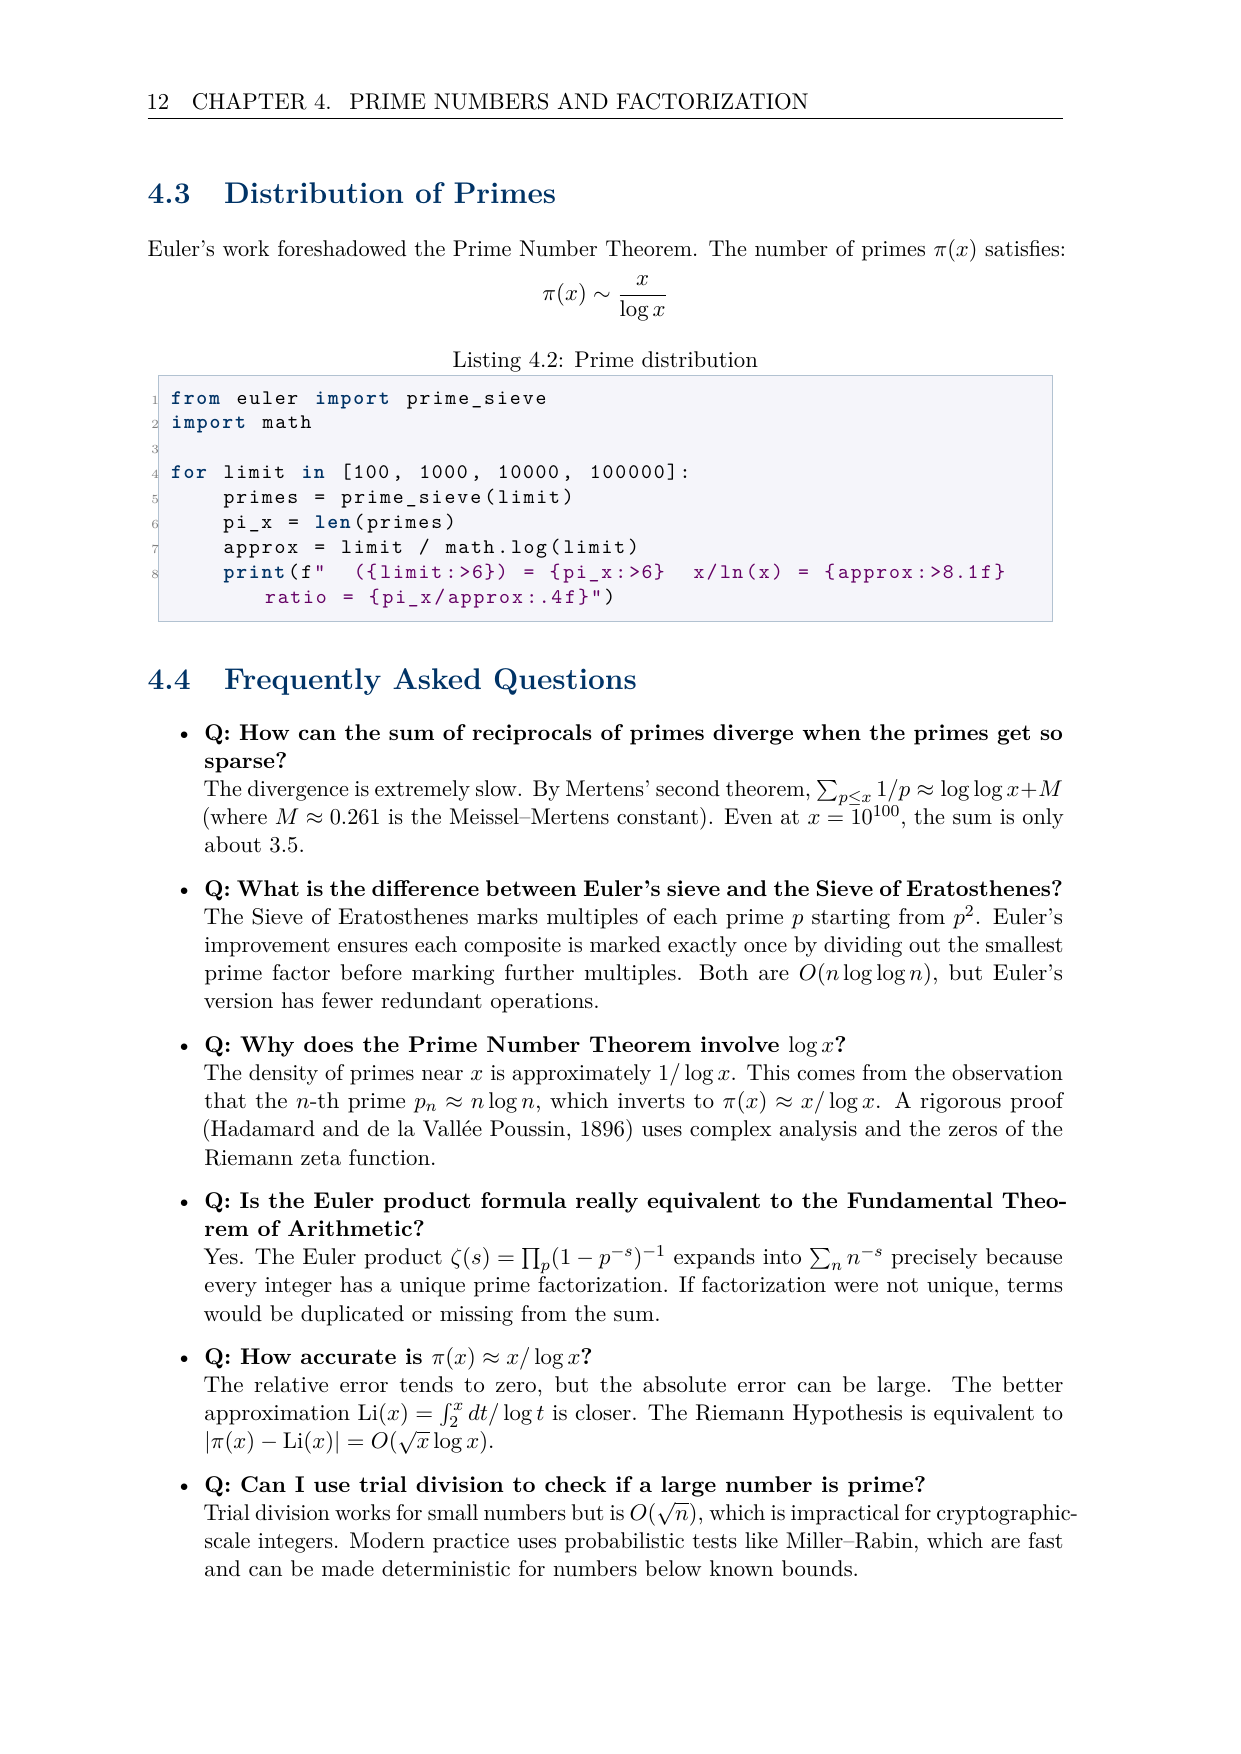 12 CHAPTER 4. PRIME NUMBERS AND FACTORIZATION
4.3 Distribution of Primes
Euler's work foreshadowed the Prime Number Theorem. The number of primes π(x) satisfies:
π(x) ∼ x / log x
Listing 4.2: Prime distribution
1 from euler import prime_sieve
2 import math
3
4 for limit in [100, 1000, 10000, 100000]:
5     primes = prime_sieve(limit)
6     pi_x = len(primes)
7     approx = limit / math.log(limit)
8     print(f"  ({limit:>6}) = {pi_x:>6}  x/ln(x) = {approx:>8.1f}
ratio = {pi_x/approx:.4f}")
4.4 Frequently Asked Questions
• Q: How can the sum of reciprocals of primes diverge when the primes get so
sparse?
The divergence is extremely slow. By Mertens' second theorem, ∑_{p≤x} 1/p ≈ log log x+M
(where M ≈ 0.261 is the Meissel–Mertens constant). Even at x = 10^{100}, the sum is only
about 3.5.
• Q: What is the difference between Euler's sieve and the Sieve of Eratosthenes?
The Sieve of Eratosthenes marks multiples of each prime p starting from p². Euler's
improvement ensures each composite is marked exactly once by dividing out the smallest
prime factor before marking further multiples. Both are O(n log log n), but Euler's
version has fewer redundant operations.
• Q: Why does the Prime Number Theorem involve log x?
The density of primes near x is approximately 1/ log x. This comes from the observation
that the n-th prime p_n ≈ n log n, which inverts to π(x) ≈ x/ log x. A rigorous proof
(Hadamard and de la Vallée Poussin, 1896) uses complex analysis and the zeros of the
Riemann zeta function.
• Q: Is the Euler product formula really equivalent to the Fundamental Theo-
rem of Arithmetic?
Yes. The Euler product ζ(s) = ∏_p(1 − p^{−s})^{−1} expands into ∑_n n^{−s} precisely because
every integer has a unique prime factorization. If factorization were not unique, terms
would be duplicated or missing from the sum.
• Q: How accurate is π(x) ≈ x/ log x?
The relative error tends to zero, but the absolute error can be large. The better
approximation Li(x) = ∫_2^x dt/ log t is closer. The Riemann Hypothesis is equivalent to
|π(x) − Li(x)| = O(√x log x).
• Q: Can I use trial division to check if a large number is prime?
Trial division works for small numbers but is O(√n), which is impractical for cryptographic-
scale integers. Modern practice uses probabilistic tests like Miller–Rabin, which are fast
and can be made deterministic for numbers below known bounds.